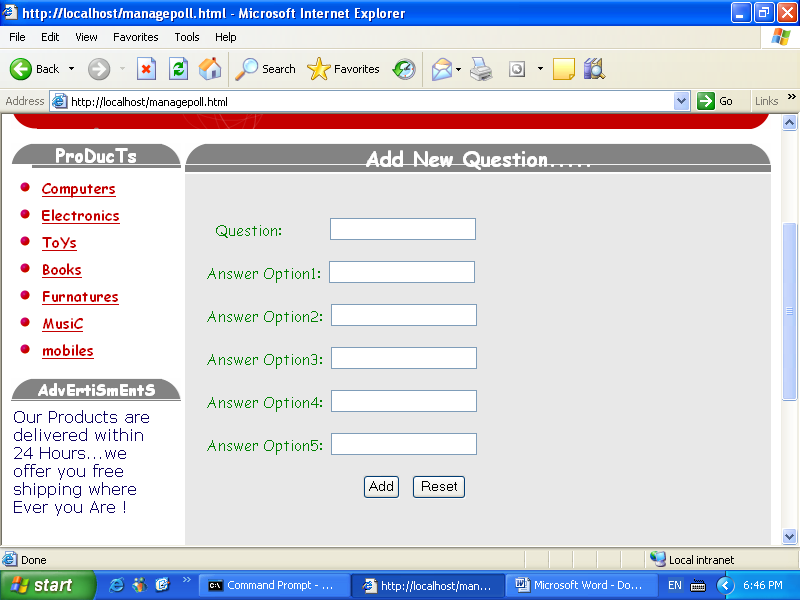 http://localhost/managepoll.html - Microsoft Internet Explorer
File Edit View Favorites Tools Help
Back Search Favorites
Address http://localhost/managepoll.html Go Links »
ProDucTs
Computers
Electronics
ToYs
Books
Furnatures
MusiC
mobiles
AdvErtiSmEntS
Our Products are
delivered within
24 Hours...we
offer you free
shipping where
Ever you Are !
Add New Question.....
Question:
Answer Option1:
Answer Option2:
Answer Option3:
Answer Option4:
Answer Option5:
Add Reset
Done Local intranet
start » Command Prompt - ... http://localhost/man... Microsoft Word - Do... EN 6:46 PM